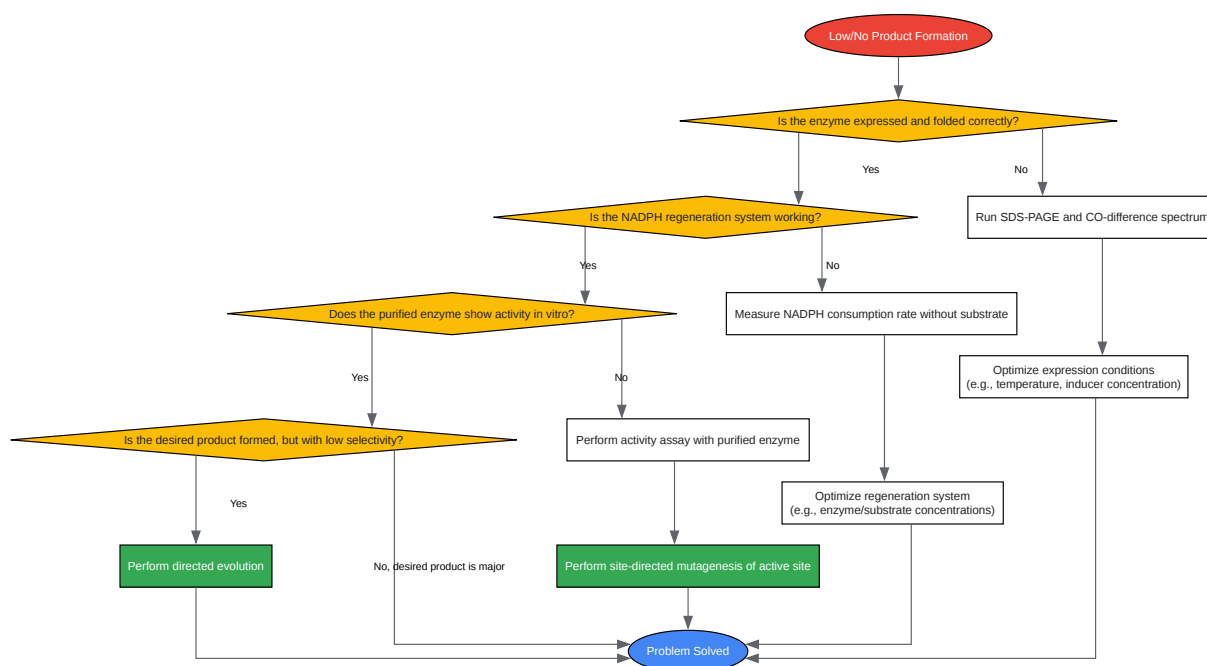 Low/No Product Formation
Is the enzyme expressed and folded correctly?
Yes
No
Is the NADPH regeneration system working?
Run SDS-PAGE and CO-difference spectrum
Yes
No
Does the purified enzyme show activity in vitro?
Measure NADPH consumption rate without substrate
Yes
No
Optimize expression conditions
(e.g., temperature, inducer concentration)
Is the desired product formed, but with low selectivity?
Perform activity assay with purified enzyme
Yes
Optimize regeneration system
(e.g., enzyme/substrate concentrations)
Perform directed evolution
No, desired product is major
Perform site-directed mutagenesis of active site
Problem Solved